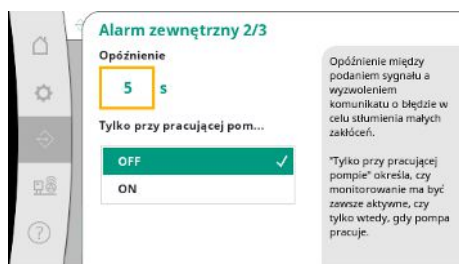 Alarm zewnętrzny 2/3
Opóźnienie
5 s
Tylko przy pracującej pom...
OFF
ON
Opóźnienie między
podaniem sygnału a
wyzwoleniem
komunikatu o błędzie w
celu stłumienia małych
zakłóceń.
"Tylko przy pracującej
pompie" określa, czy
monitorowanie ma być
zawsze aktywne, czy
tylko wtedy, gdy pompa
pracuje.